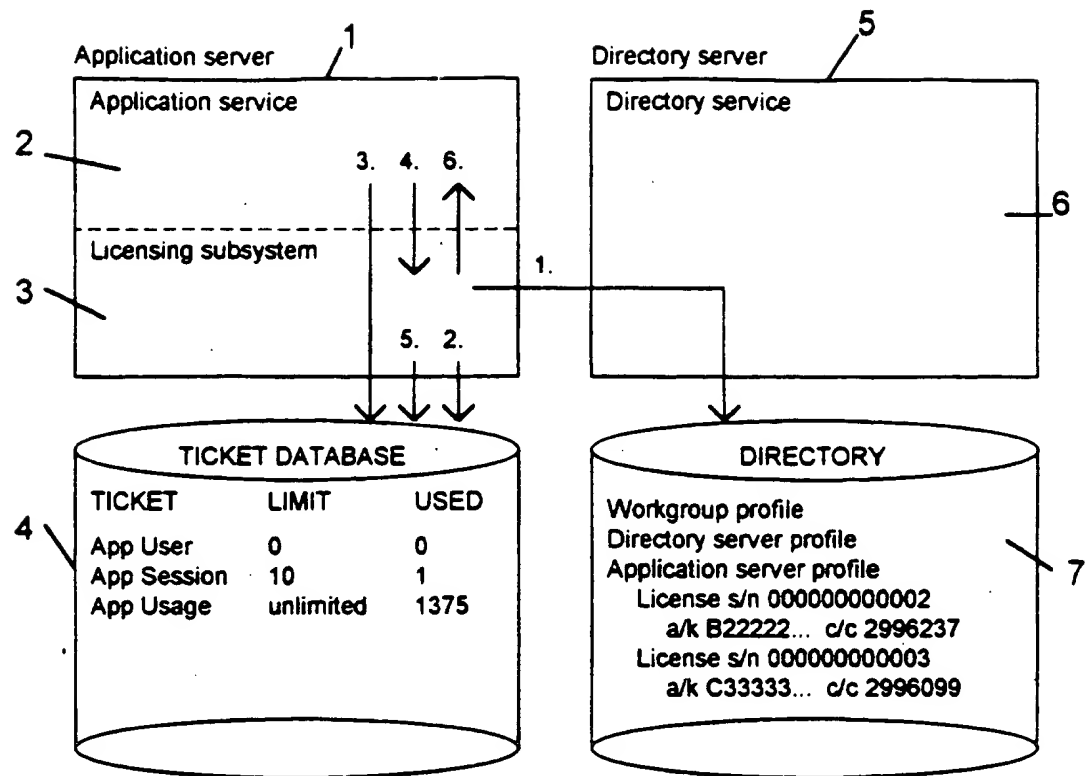 1
Application server
Application service
2
3. 4. 6.
Licensing subsystem
3
1.
5. 2.
5
Directory server
Directory service
6
TICKET DATABASE
TICKET LIMIT USED
App User 0 0
App Session 10 1
App Usage unlimited 1375
4
DIRECTORY
Workgroup profile
Directory server profile
Application server profile
License s/n 000000000002
a/k B22222... c/c 2996237
License s/n 000000000003
a/k C33333... c/c 2996099
7